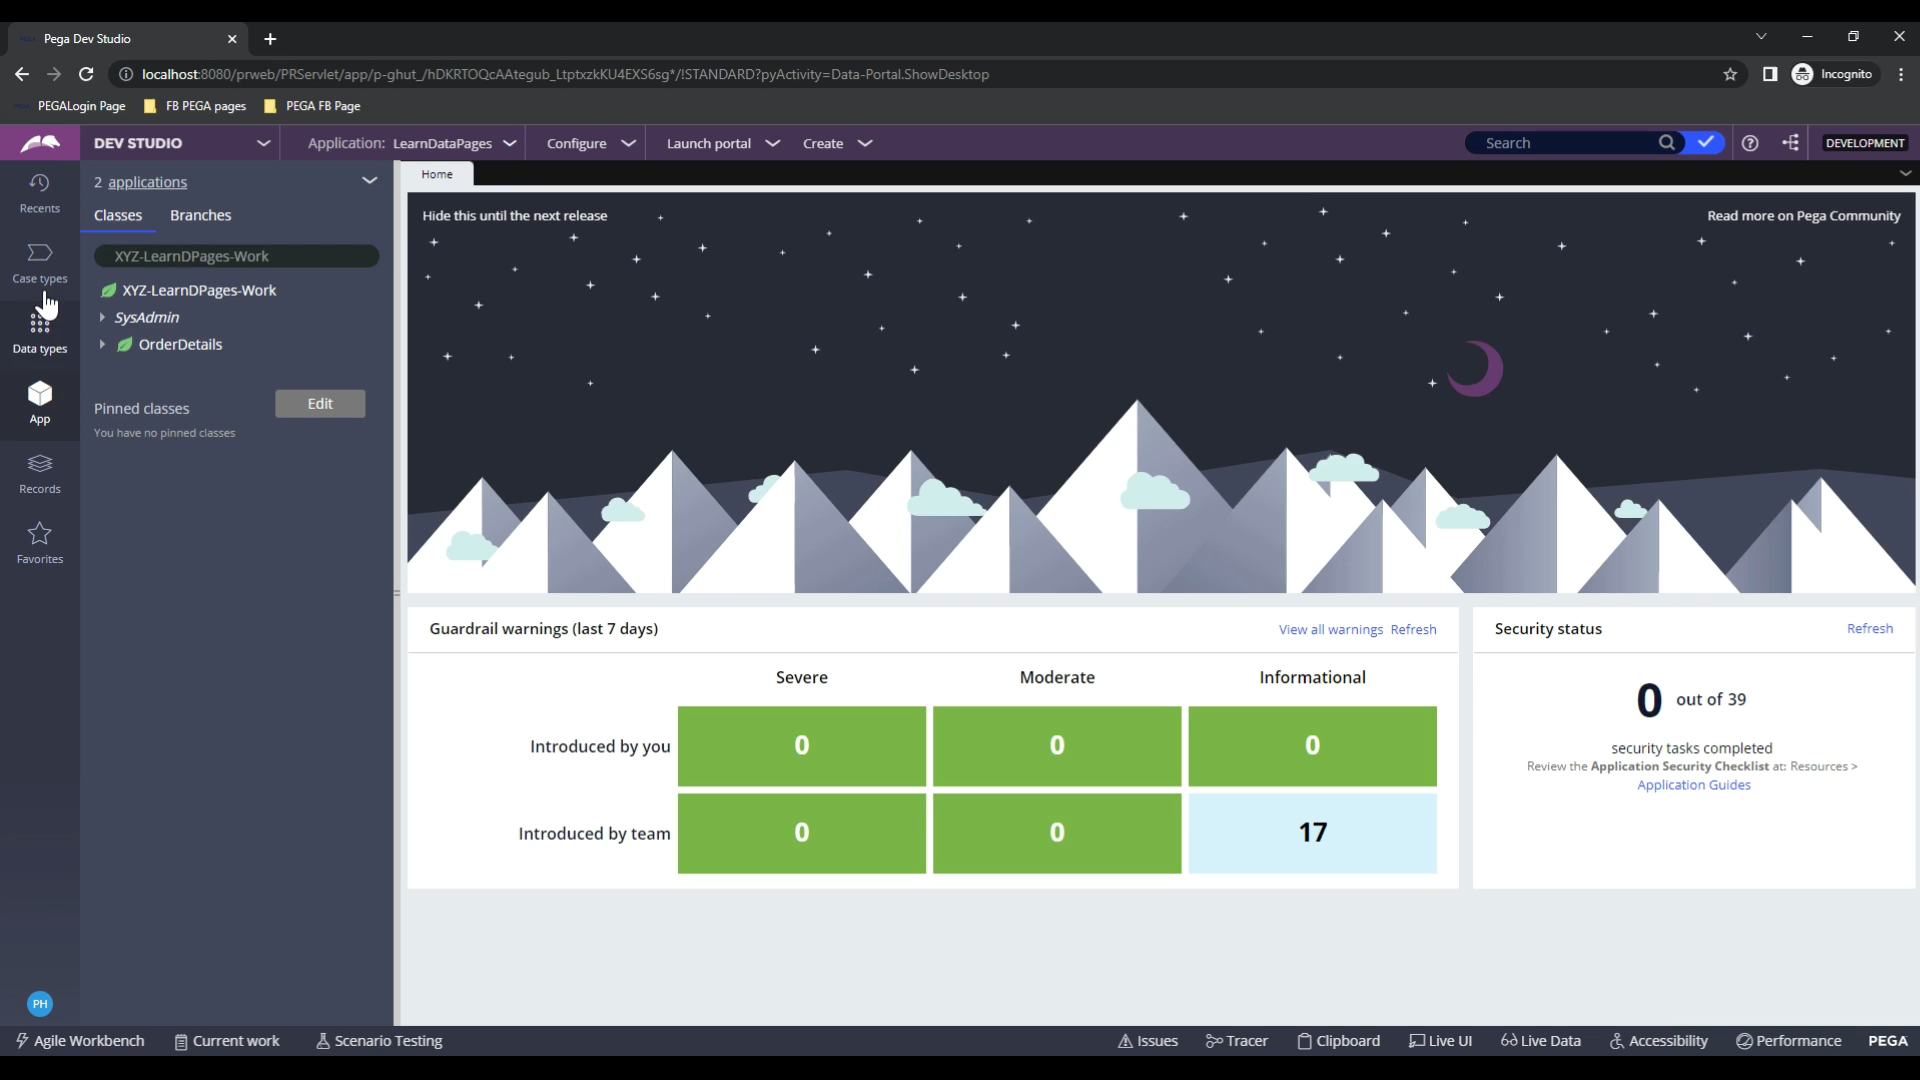 Pega Dev Studio
localhost:8080/prweb/PRServlet/app/p-ghut_/hDKRTOQcAAtegub_LtptxzkKU4EXS6sg*/!STANDARD?pyActivity=Data-Portal.ShowDesktop
Incognito
PEGALogin Page FB PEGA pages PEGA FB Page
DEV STUDIO Application: LearnDataPages Configure Launch portal Create Search DEVELOPMENT
Home
2 applications
Classes Branches
XYZ-LearnDPages-Work
XYZ-LearnDPages-Work
SysAdmin
OrderDetails
Pinned classes Edit
You have no pinned classes
Recents
Case types
Data types
App
Records
Favorites
PH
Hide this until the next release Read more on Pega Community
Guardrail warnings (last 7 days) View all warnings Refresh
Severe Moderate Informational
Introduced by you 0 0 0
Introduced by team 0 0 17
Security status Refresh
0 out of 39
security tasks completed
Review the Application Security Checklist at: Resources >
Application Guides
Agile Workbench Current work Scenario Testing Issues Tracer Clipboard Live UI Live Data Accessibility Performance PEGA